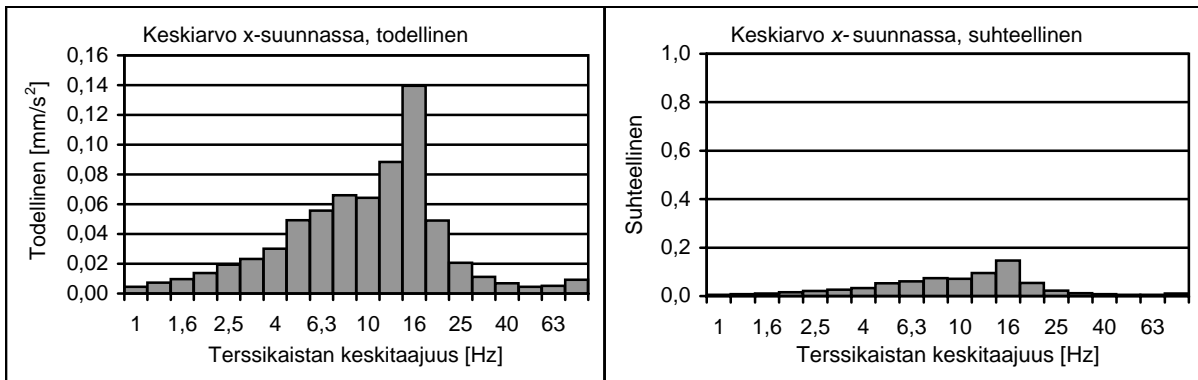 Keskiarvo x-suunnassa, todellinen
0,16
0,14
0,12
0,10
0,08
0,06
0,04
0,02
0,00
Todellinen [mm/s²]
1 1,6 2,5 4 6,3 10 16 25 40 63
Terssikaistan keskitaajuus [Hz]
Keskiarvo x-suunnassa, suhteellinen
1,0
0,8
0,6
0,4
0,2
0,0
Suhteellinen
1 1,6 2,5 4 6,3 10 16 25 40 63
Terssikaistan keskitaajuus [Hz]